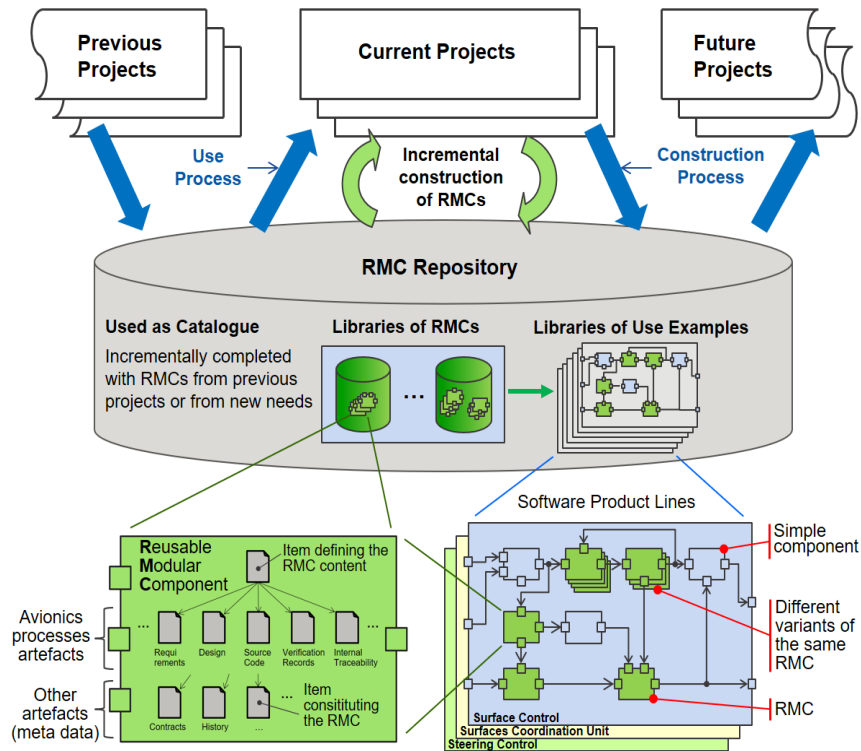 Previous
Projects
Current Projects
Future
Projects
Use
Process
Incremental
construction
of RMCs
Construction
Process
RMC Repository
Used as Catalogue
Incrementally completed
with RMCs from previous
projects or from new needs
Libraries of RMCs
...
Libraries of Use Examples
Software Product Lines
Reusable
Modular
Component
Item defining the
RMC content
Avionics
processes
artefacts
...
Requi
rements
Design
Source
Code
Verification
Records
Internal
Traceability
...
Other
artefacts
(meta data)
Contracts
History
...
...
Item
consitituting
the RMC
Simple
component
Different
variants of
the same
RMC
RMC
Surface Control
Surfaces Coordination Unit
Steering Control